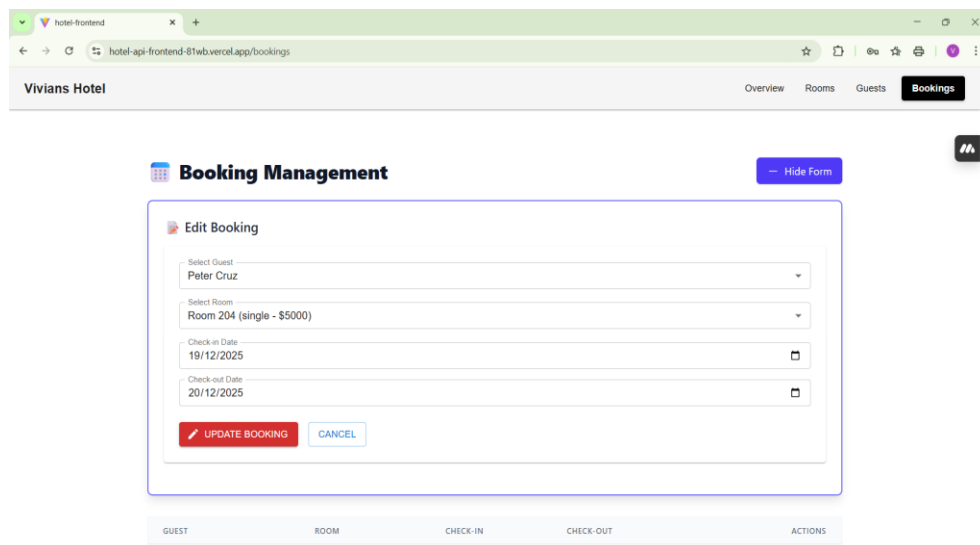 hotel-frontend
hotel-api-frontend-81wb.vercel.app/bookings
V
Vivians Hotel
Overview Rooms Guests Bookings
Booking Management
Hide Form
Edit Booking
Select Guest
Peter Cruz
Select Room
Room 204 (single - $5000)
Check-in Date
19/12/2025
Check-out Date
20/12/2025
UPDATE BOOKING CANCEL
GUEST ROOM CHECK-IN CHECK-OUT ACTIONS